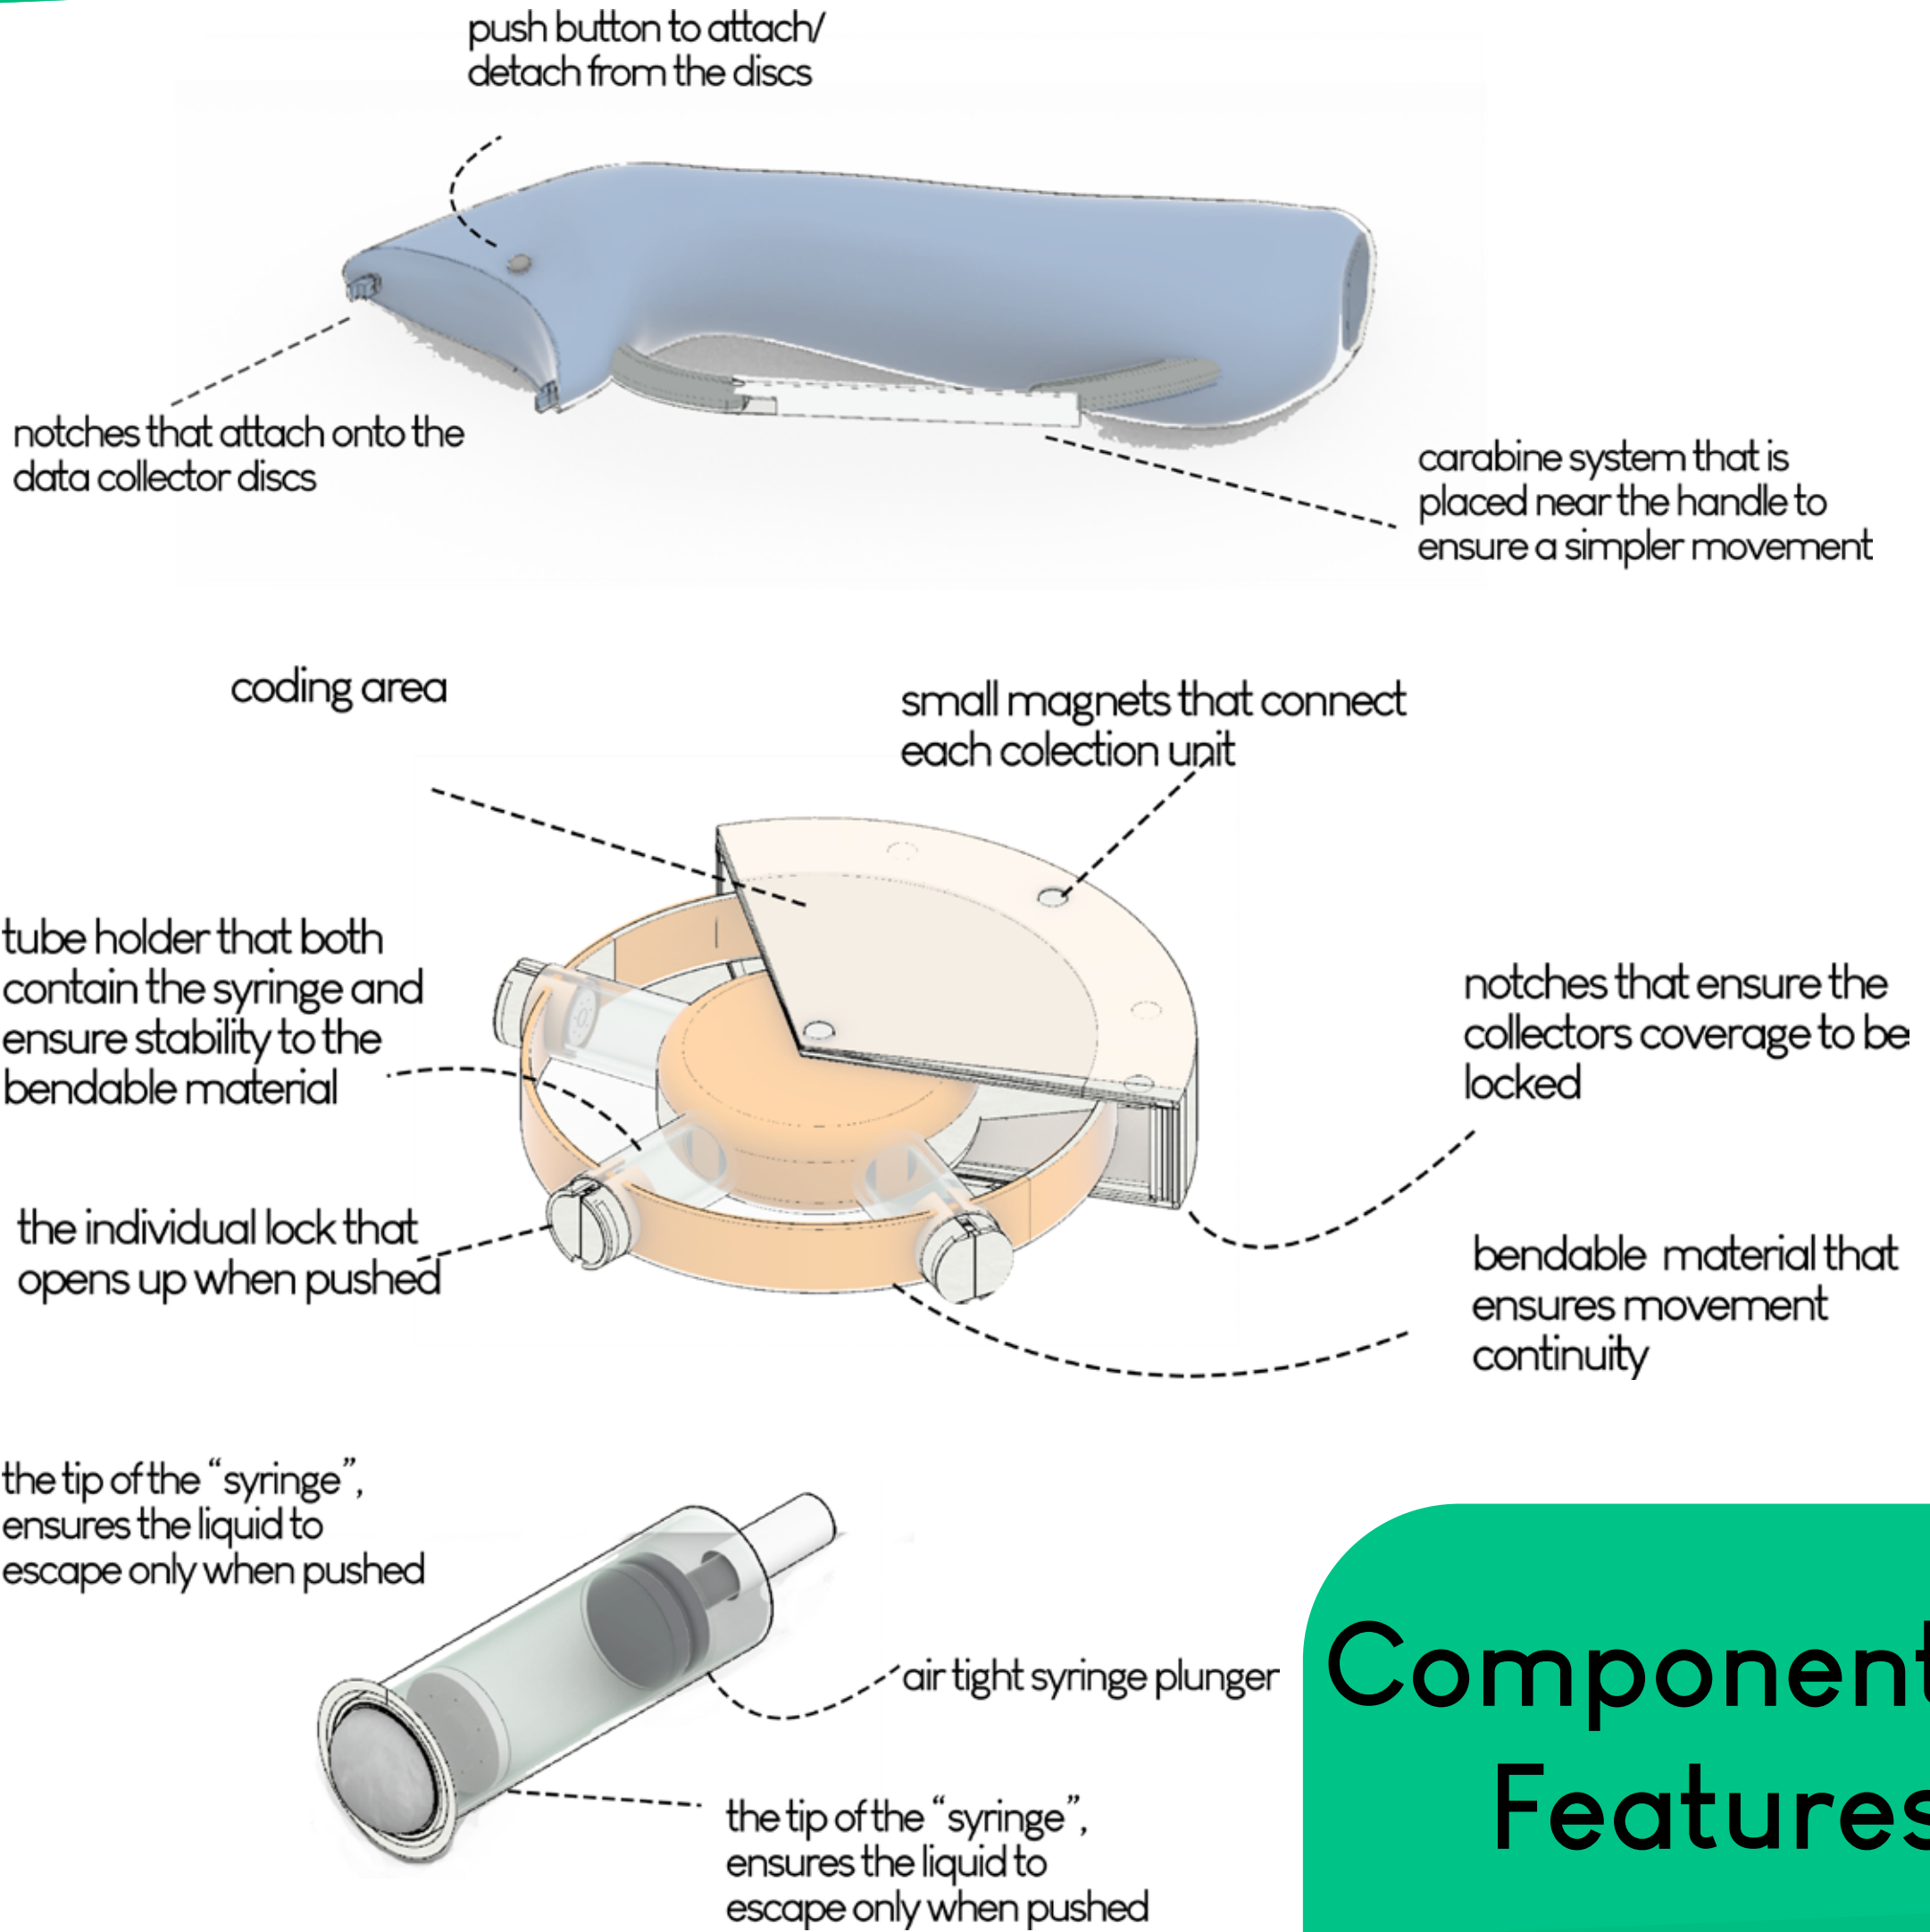 push button to attach/
detach from the discs
notches that attach onto the
data collector discs
carabine system that is
placed near the handle to
ensure a simpler movement
coding area
small magnets that connect
each colection unit
tube holder that both
contain the syringe and
ensure stability to the
bendable material
notches that ensure the
collectors coverage to be
locked
the individual lock that
opens up when pushed
bendable material that
ensures movement
continuity
the tip of the “syringe”,
ensures the liquid to
escape only when pushed
air tight syringe plunger
the tip of the “syringe”,
ensures the liquid to
escape only when pushed
Component
Features